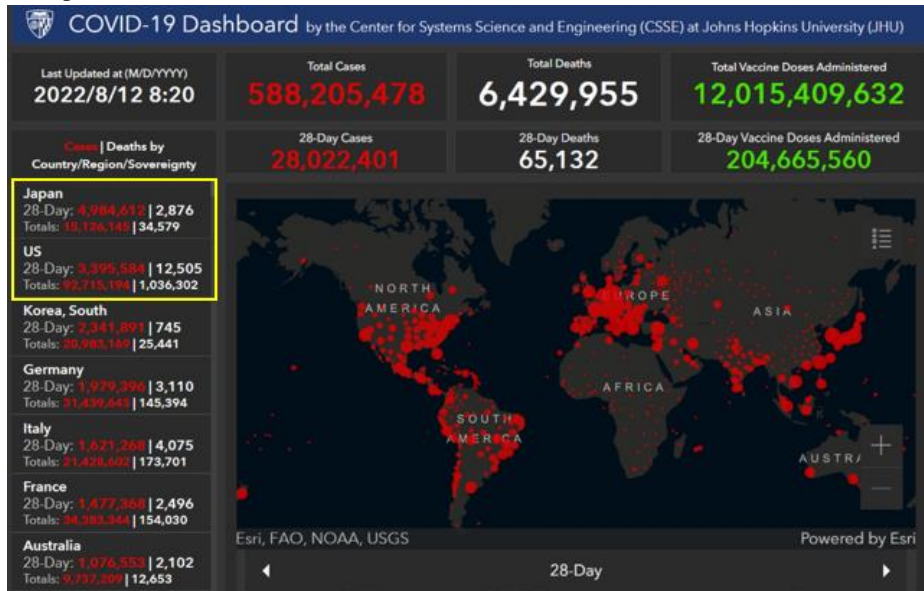 COVID-19 Dashboard by the Center for Systems Science and Engineering (CSSE) at Johns Hopkins University (JHU)
Last Updated at (M/D/YYYY)
2022/8/12 8:20
Total Cases
588,205,478
Total Deaths
6,429,955
Total Vaccine Doses Administered
12,015,409,632
28-Day Cases
28,022,401
28-Day Deaths
65,132
28-Day Vaccine Doses Administered
204,665,560
Cases | Deaths by
Country/Region/Sovereignty
Japan
28-Day: 4,984,612 | 2,876
Totals: 15,126,145 | 34,579
US
28-Day: 3,395,584 | 12,505
Totals: 92,715,194 | 1,036,302
Korea, South
28-Day: 2,341,891 | 745
Totals: 20,983,169 | 25,441
Germany
28-Day: 1,979,396 | 3,110
Totals: 31,439,643 | 145,394
Italy
28-Day: 1,621,268 | 4,075
Totals: 21,428,602 | 173,701
France
28-Day: 1,477,368 | 2,496
Totals: 34,383,344 | 154,030
Australia
28-Day: 1,076,553 | 2,102
Totals: 9,737,209 | 12,653
NORTH
AMERICA
EUROPE
ASIA
AFRICA
SOUTH
AMERICA
AUSTR
Esri, FAO, NOAA, USGS
Powered by Esri
28-Day